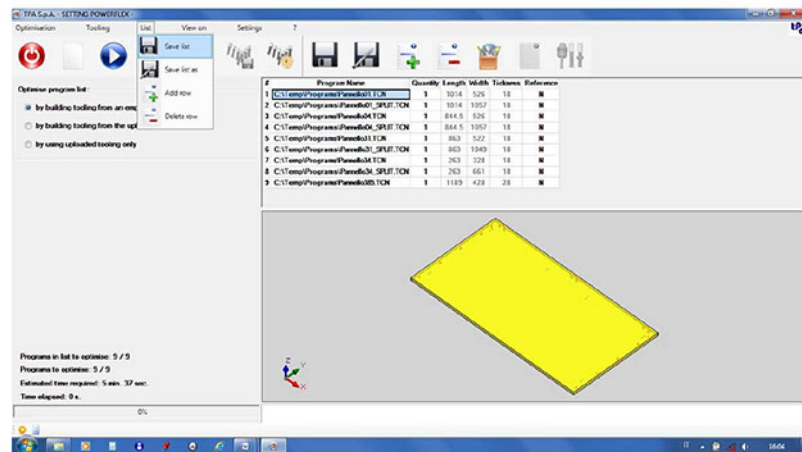 TPA S.p.A. - SETTING POWERFLEX -
Optimisation Tooling List View on Settings ?
Save list
Save list as
Add row
Delete row
Optimise program list:
by building tooling from an emp
by building tooling from the upl
by using uploaded tooling only
# Program Name Quantity Length Width Tickness Reference
1 C:\Temp\Programs\Pannello01.TCN 1 1014 526 18 N
2 C:\Temp\Programs\Pannello01_SPLIT.TCN 1 1014 1057 18 N
3 C:\Temp\Programs\Pannello04.TCN 1 844.5 526 18 N
4 C:\Temp\Programs\Pannello04_SPLIT.TCN 1 844.5 1057 18 N
5 C:\Temp\Programs\Pannello31.TCN 1 863 522 18 N
6 C:\Temp\Programs\Pannello31_SPLIT.TCN 1 863 1049 18 N
7 C:\Temp\Programs\Pannello34.TCN 1 263 328 18 N
8 C:\Temp\Programs\Pannello34_SPLIT.TCN 1 263 661 18 N
9 C:\Temp\Programs\Pannello385.TCN 1 1189 428 28 N
Z
Y
X
Programs in list to optimise: 9 / 9
Programs to optimise: 9 / 9
Estimated time required: 5 min. 37 sec.
Time elapsed: 0 s.
0%
IT 16:04